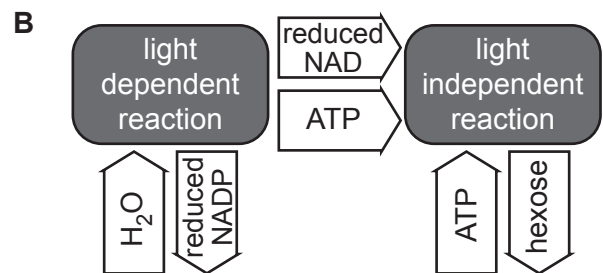 B
light
dependent
reaction
reduced
NAD
ATP
light
independent
reaction
H₂O
reduced
NADP
ATP
hexose